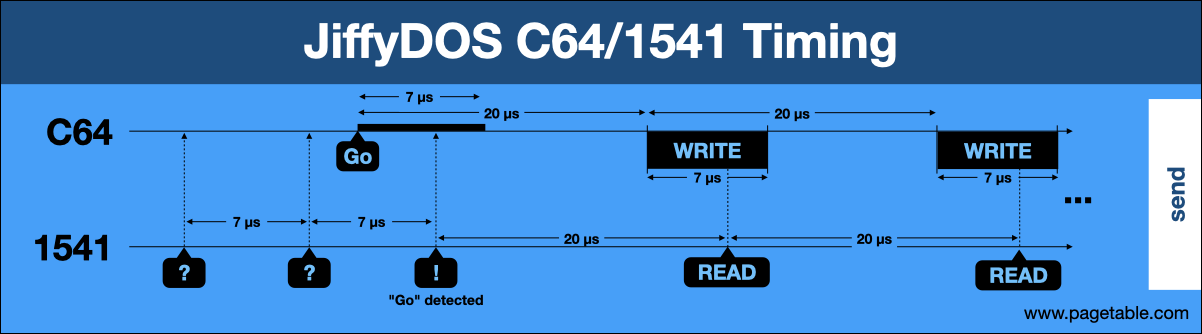 JiffyDOS C64/1541 Timing
7 µs
20 µs
20 µs
C64
Go
WRITE
WRITE
7 µs
7 µs
...
send
7 µs
7 µs
1541
20 µs
20 µs
?
?
!
READ
READ
"Go" detected
www.pagetable.com